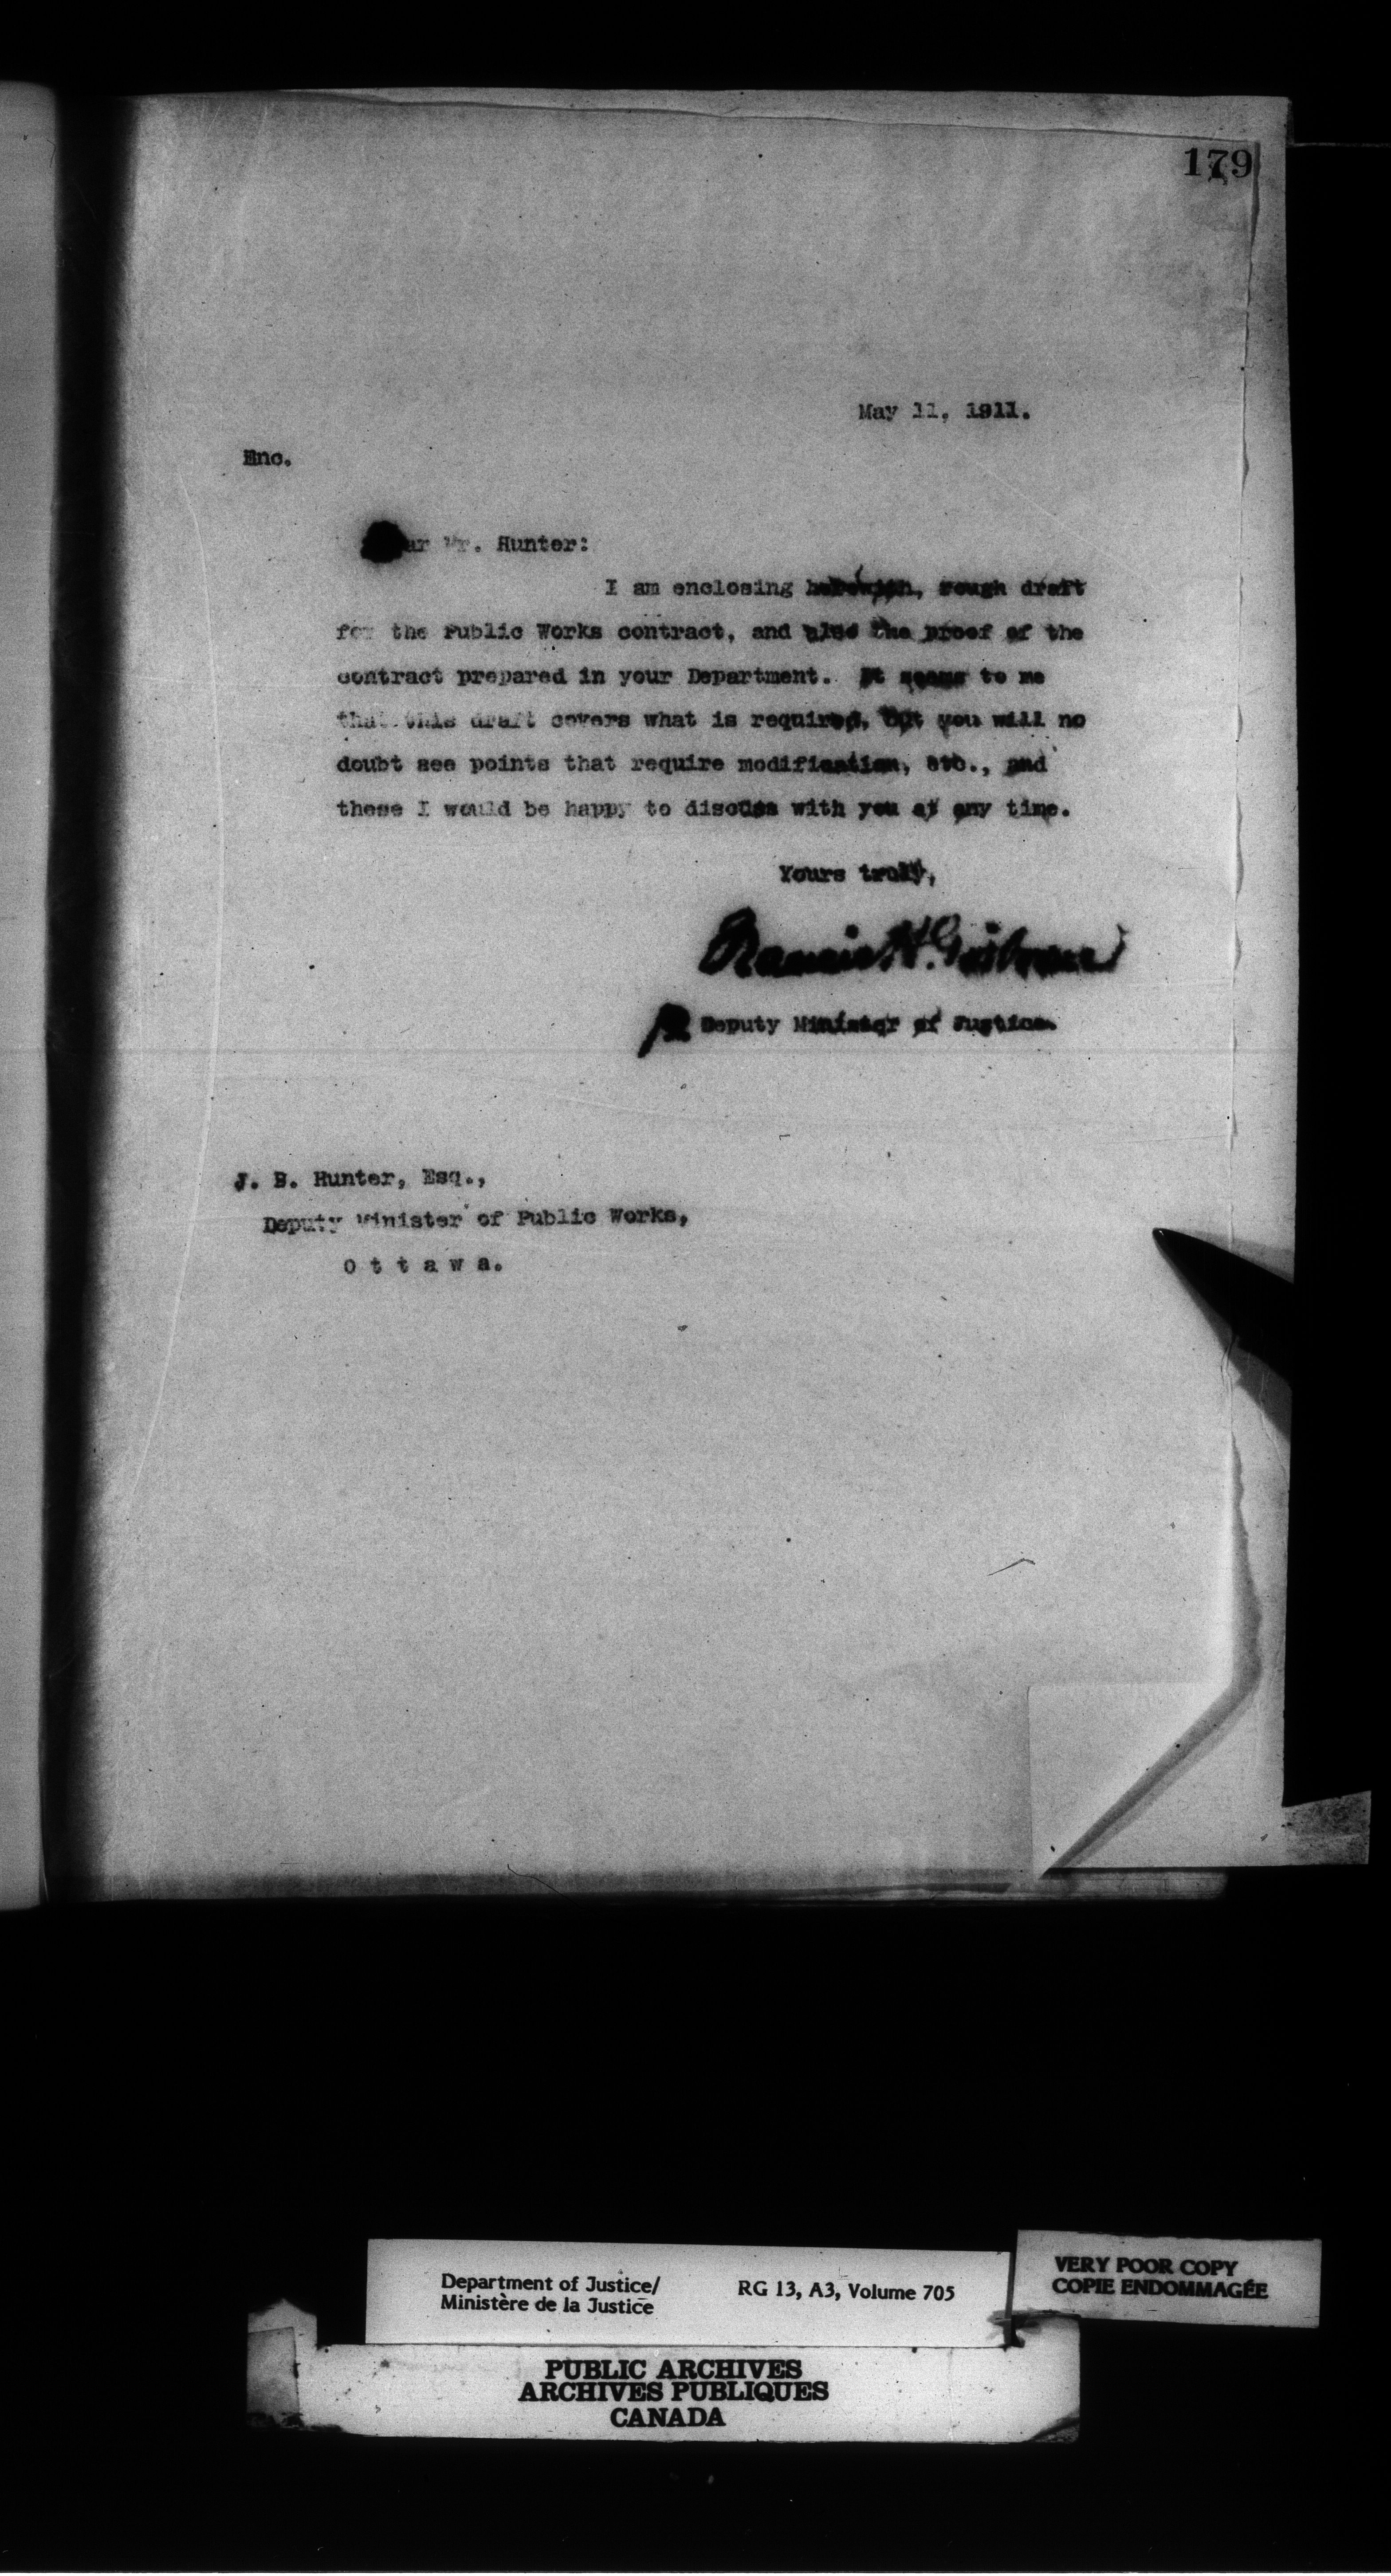 179
May 11, 1911.
Enc.
Dear Mr. Hunter:
I am enclosing herewith, rough draft
for the Public Works contract, and also the proof of the
contract prepared in your Department. It seems to me
that this draft covers what is required, but you will no
doubt see points that require modification, etc., and
these I would be happy to discuss with you at any time.
Yours truly,
Francis H. Gisborne
Deputy Minister of Justice.
J. B. Hunter, Esq.,
Deputy Minister of Public Works,
O t t a w a.
Department of Justice/
Ministère de la Justice
RG 13, A3, Volume 705
VERY POOR COPY
COPIE ENDOMMAGÉE
PUBLIC ARCHIVES
ARCHIVES PUBLIQUES
CANADA